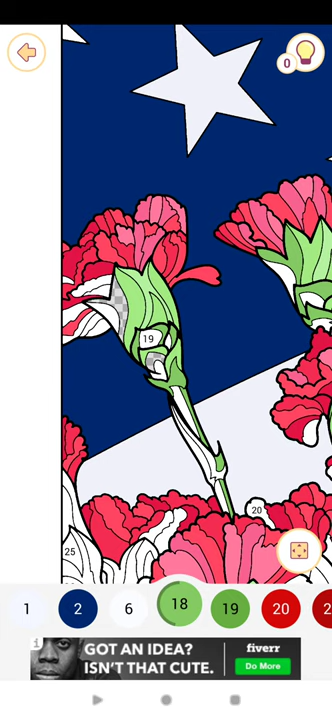 0
19
20
25
1 2 6 18 19 20 2
i
GOT AN IDEA? fiverr
ISN'T THAT CUTE. Do More